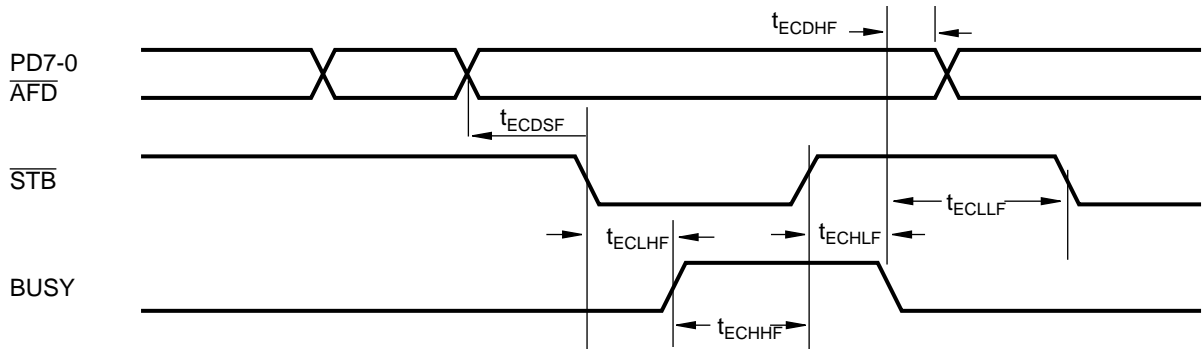 tECDHF
PD7-0
AFD
tECDSF
STB
tECLLF
tECLHF
tECHLF
BUSY
tECHHF